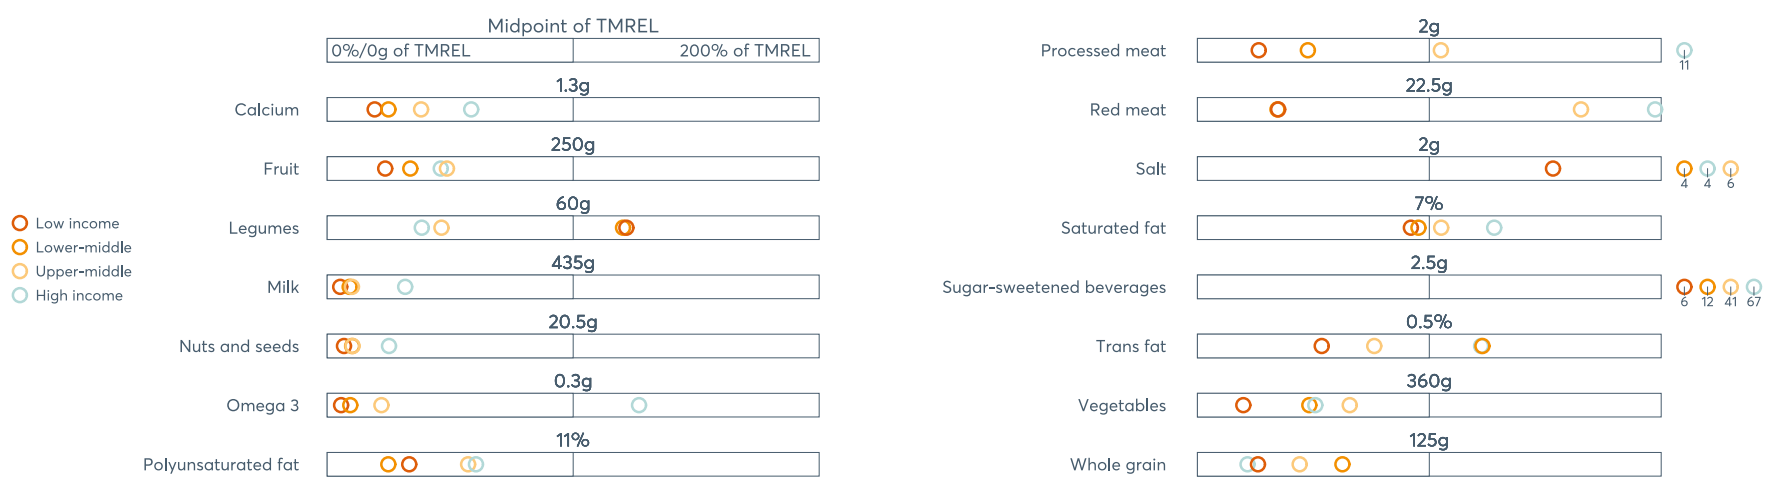 Midpoint of TMREL
0%/0g of TMREL 200% of TMREL
1.3g
Calcium
250g
Fruit
60g
Legumes
435g
Milk
20.5g
Nuts and seeds
0.3g
Omega 3
11%
Polyunsaturated fat
Low income
Lower-middle
Upper-middle
High income
2g
Processed meat
11
22.5g
Red meat
2g
Salt
4 4 6
7%
Saturated fat
2.5g
Sugar-sweetened beverages
6 12 41 67
0.5%
Trans fat
360g
Vegetables
125g
Whole grain